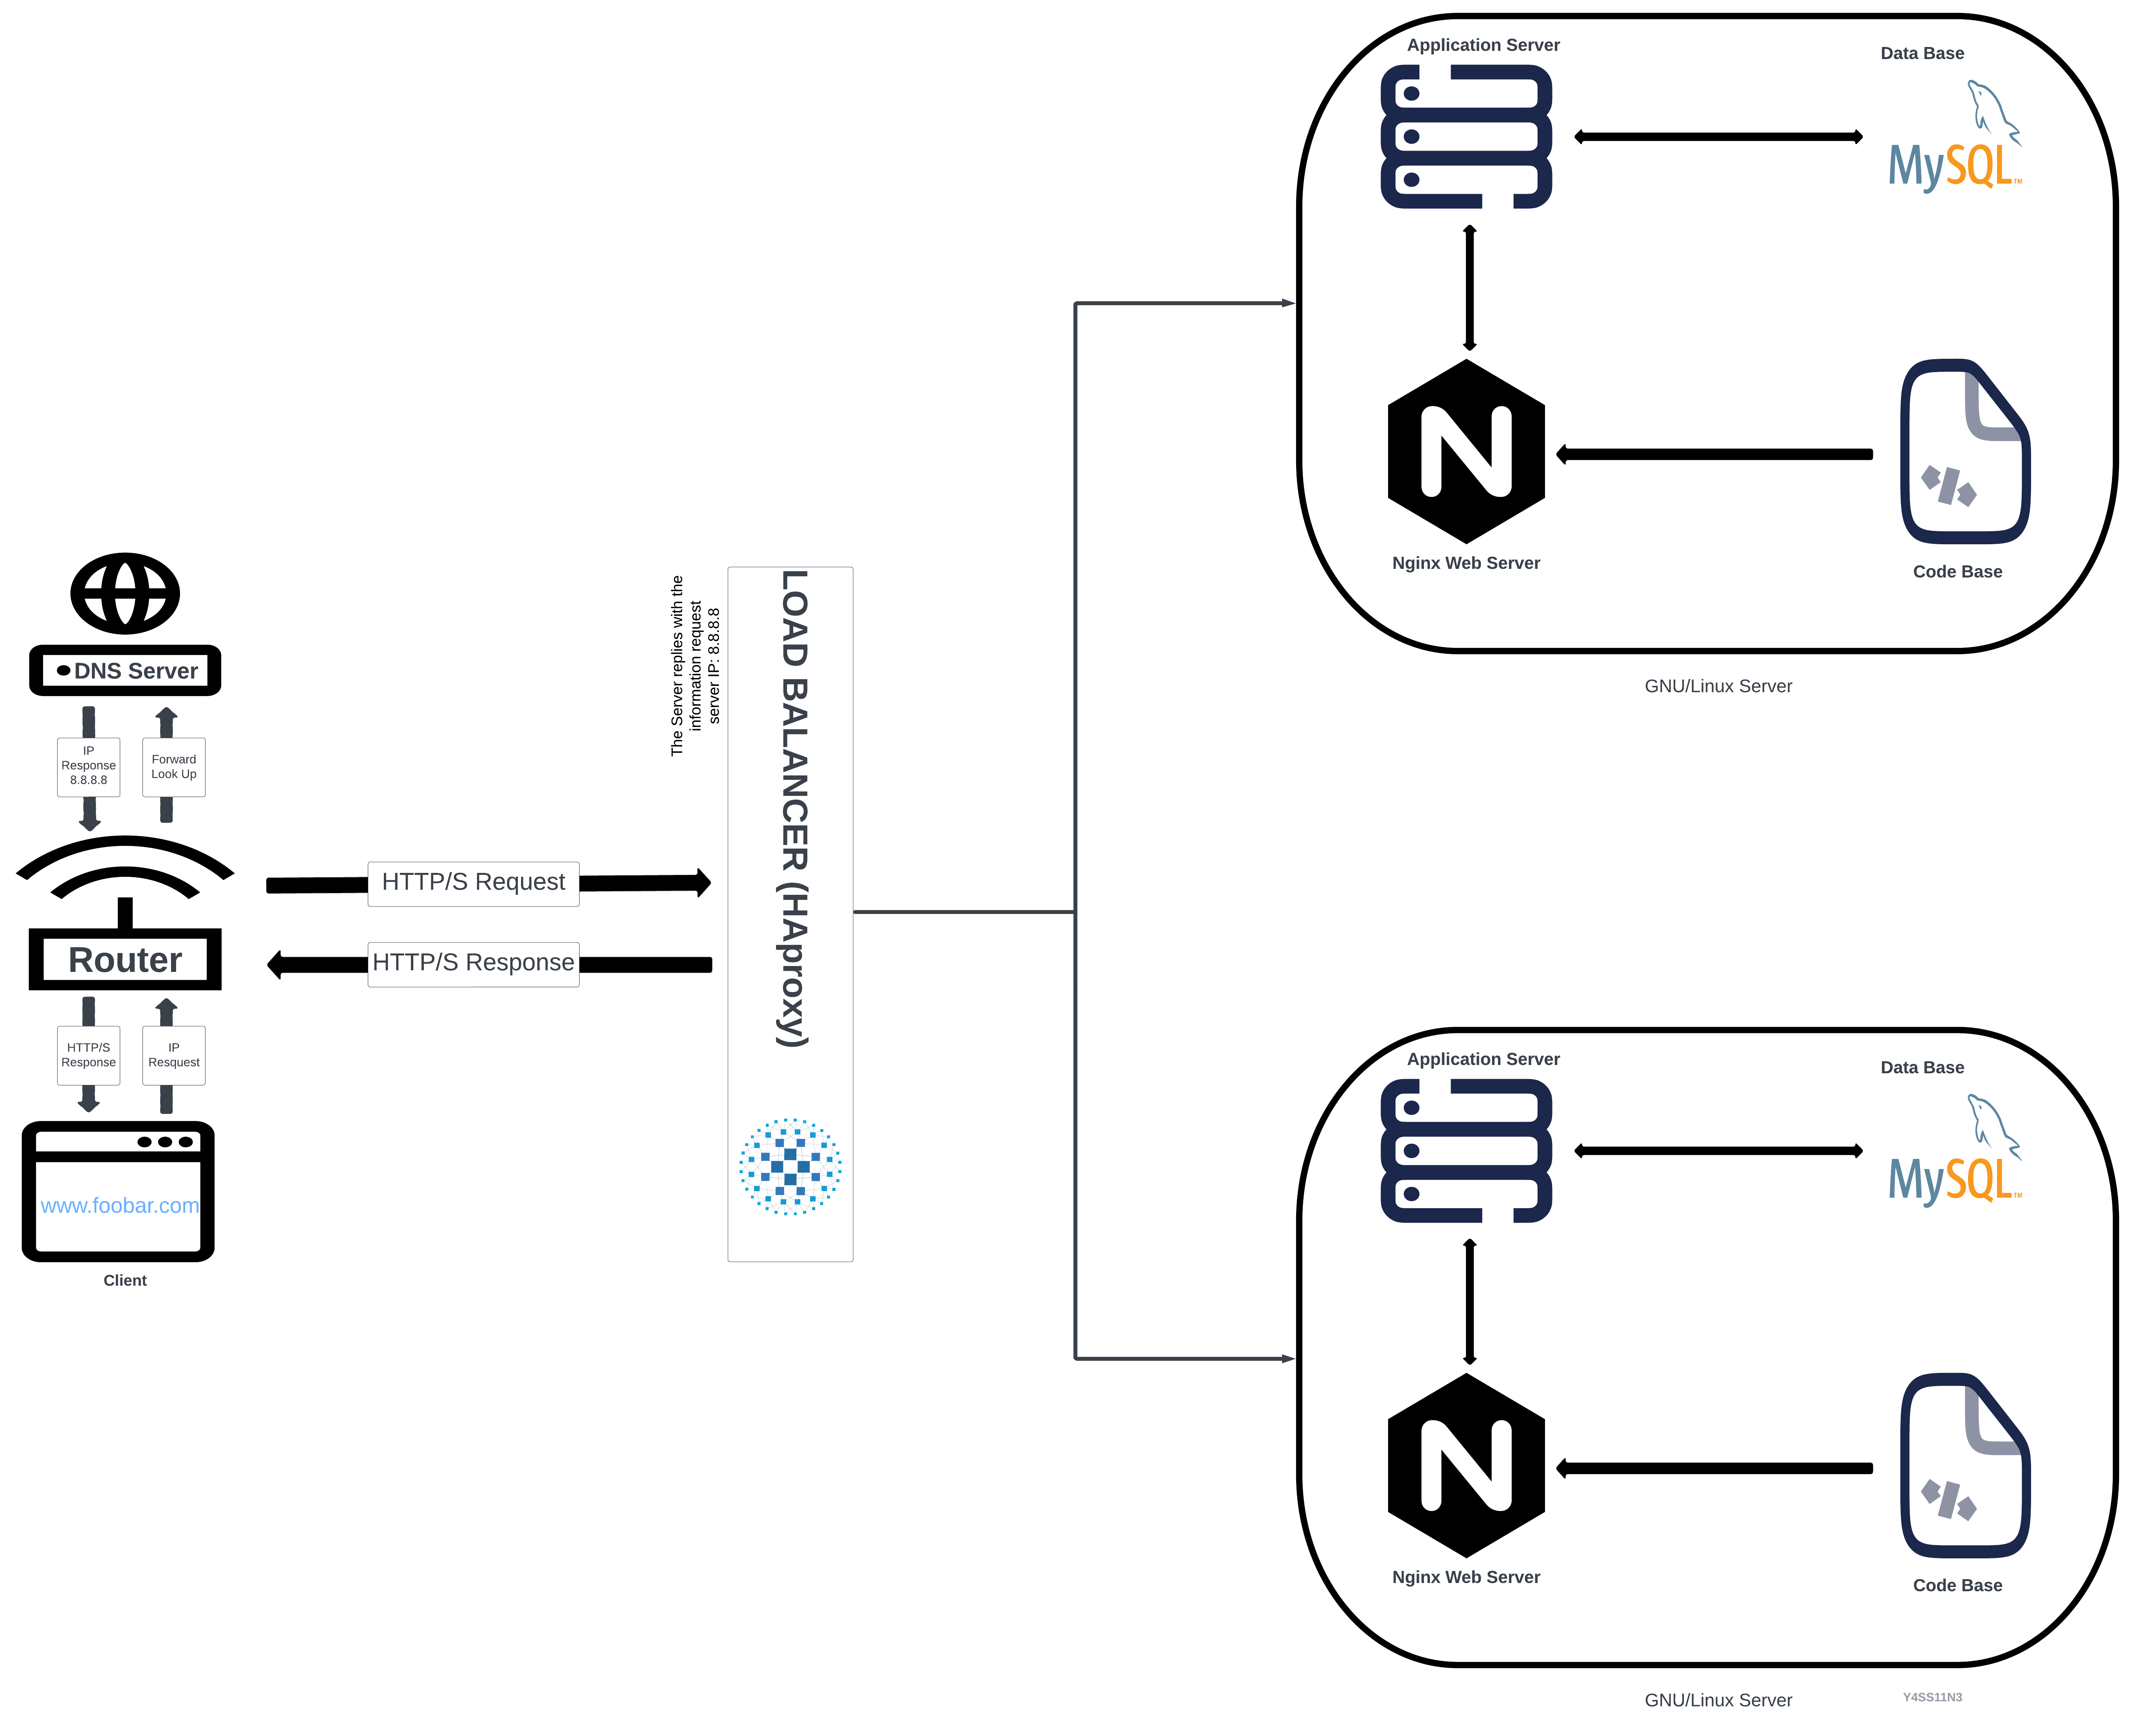 Application Server
Data Base
MySQL™
Nginx Web Server
Code Base
GNU/Linux Server
DNS Server
IP
Response
8.8.8.8
Forward
Look Up
Router
HTTP/S
Response
IP
Resquest
www.foobar.com
Client
HTTP/S Request
HTTP/S Response
The Server replies with the
information request
server IP: 8.8.8.8
LOAD BALANCER (HAproxy)
Application Server
Data Base
MySQL™
Nginx Web Server
Code Base
GNU/Linux Server
Y4SS11N3